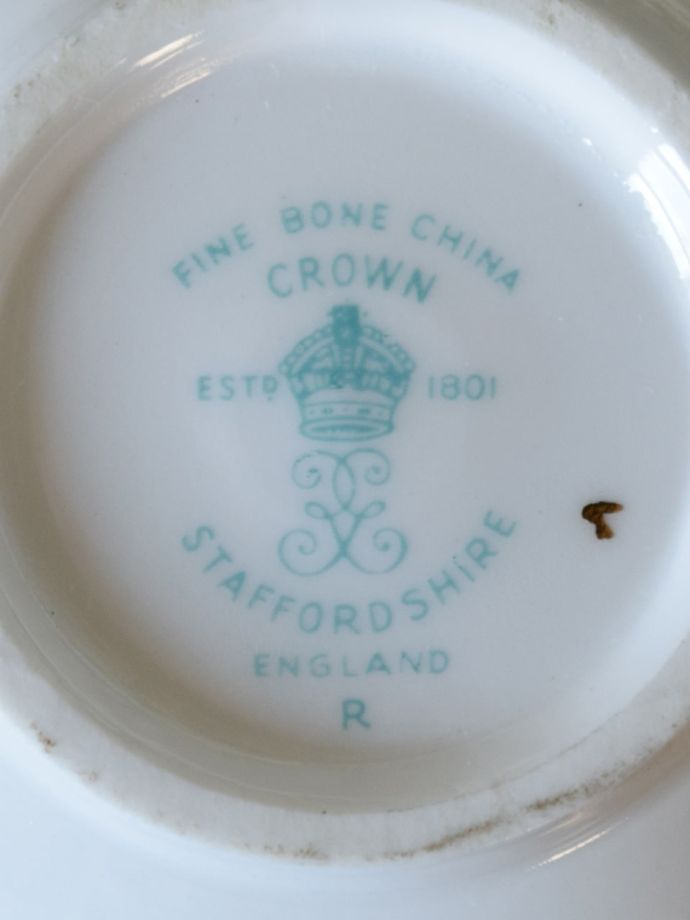 FINE BONE CHINA
CROWN
ESTD 1801
STAFFORDSHIRE
ENGLAND
R